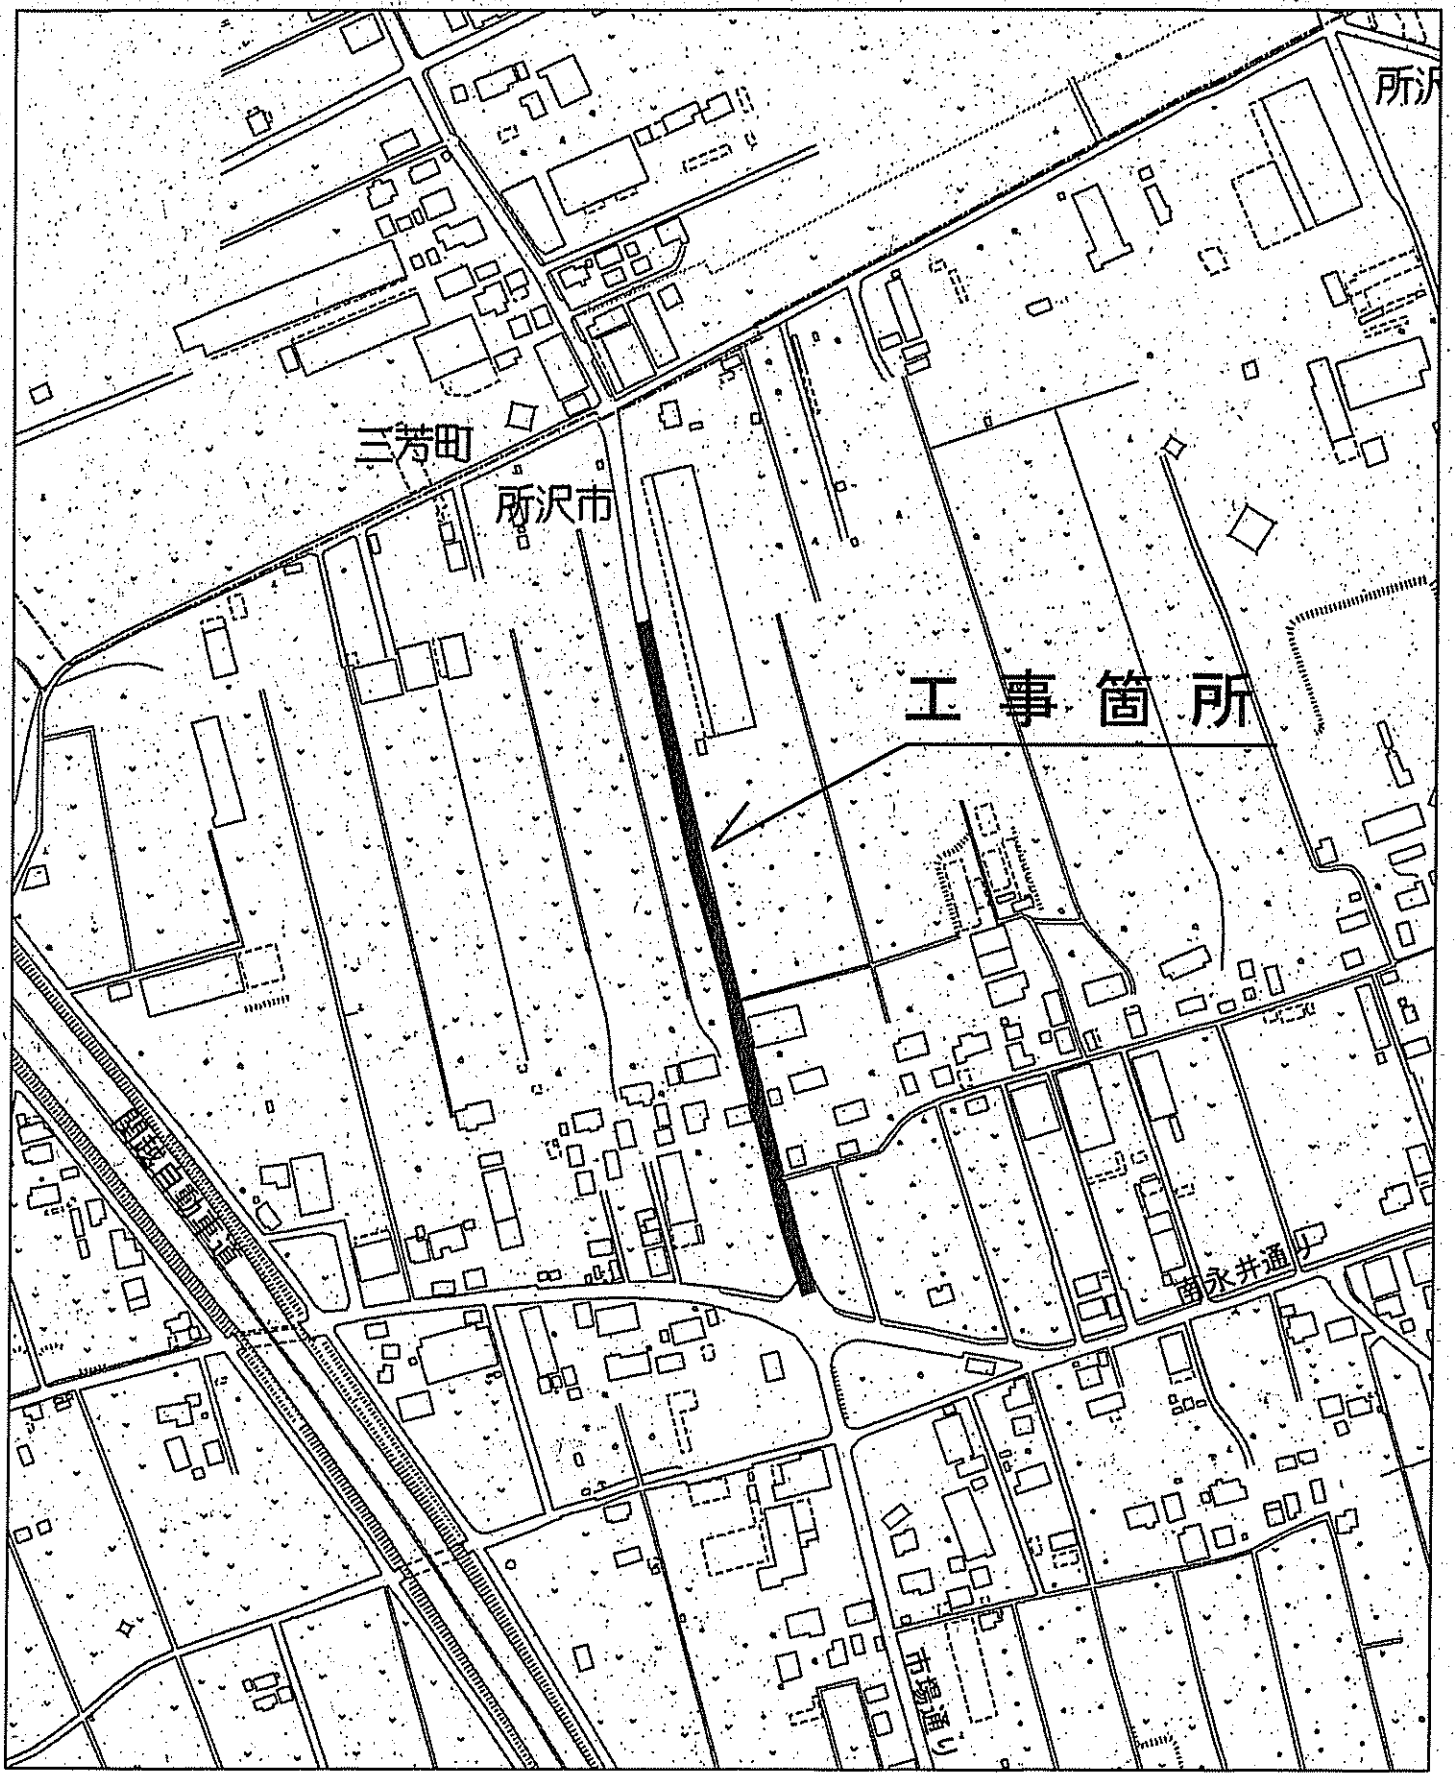 所沢
三芳町
所沢市
工事箇所
関越自動車道
南永井通り
市場通り